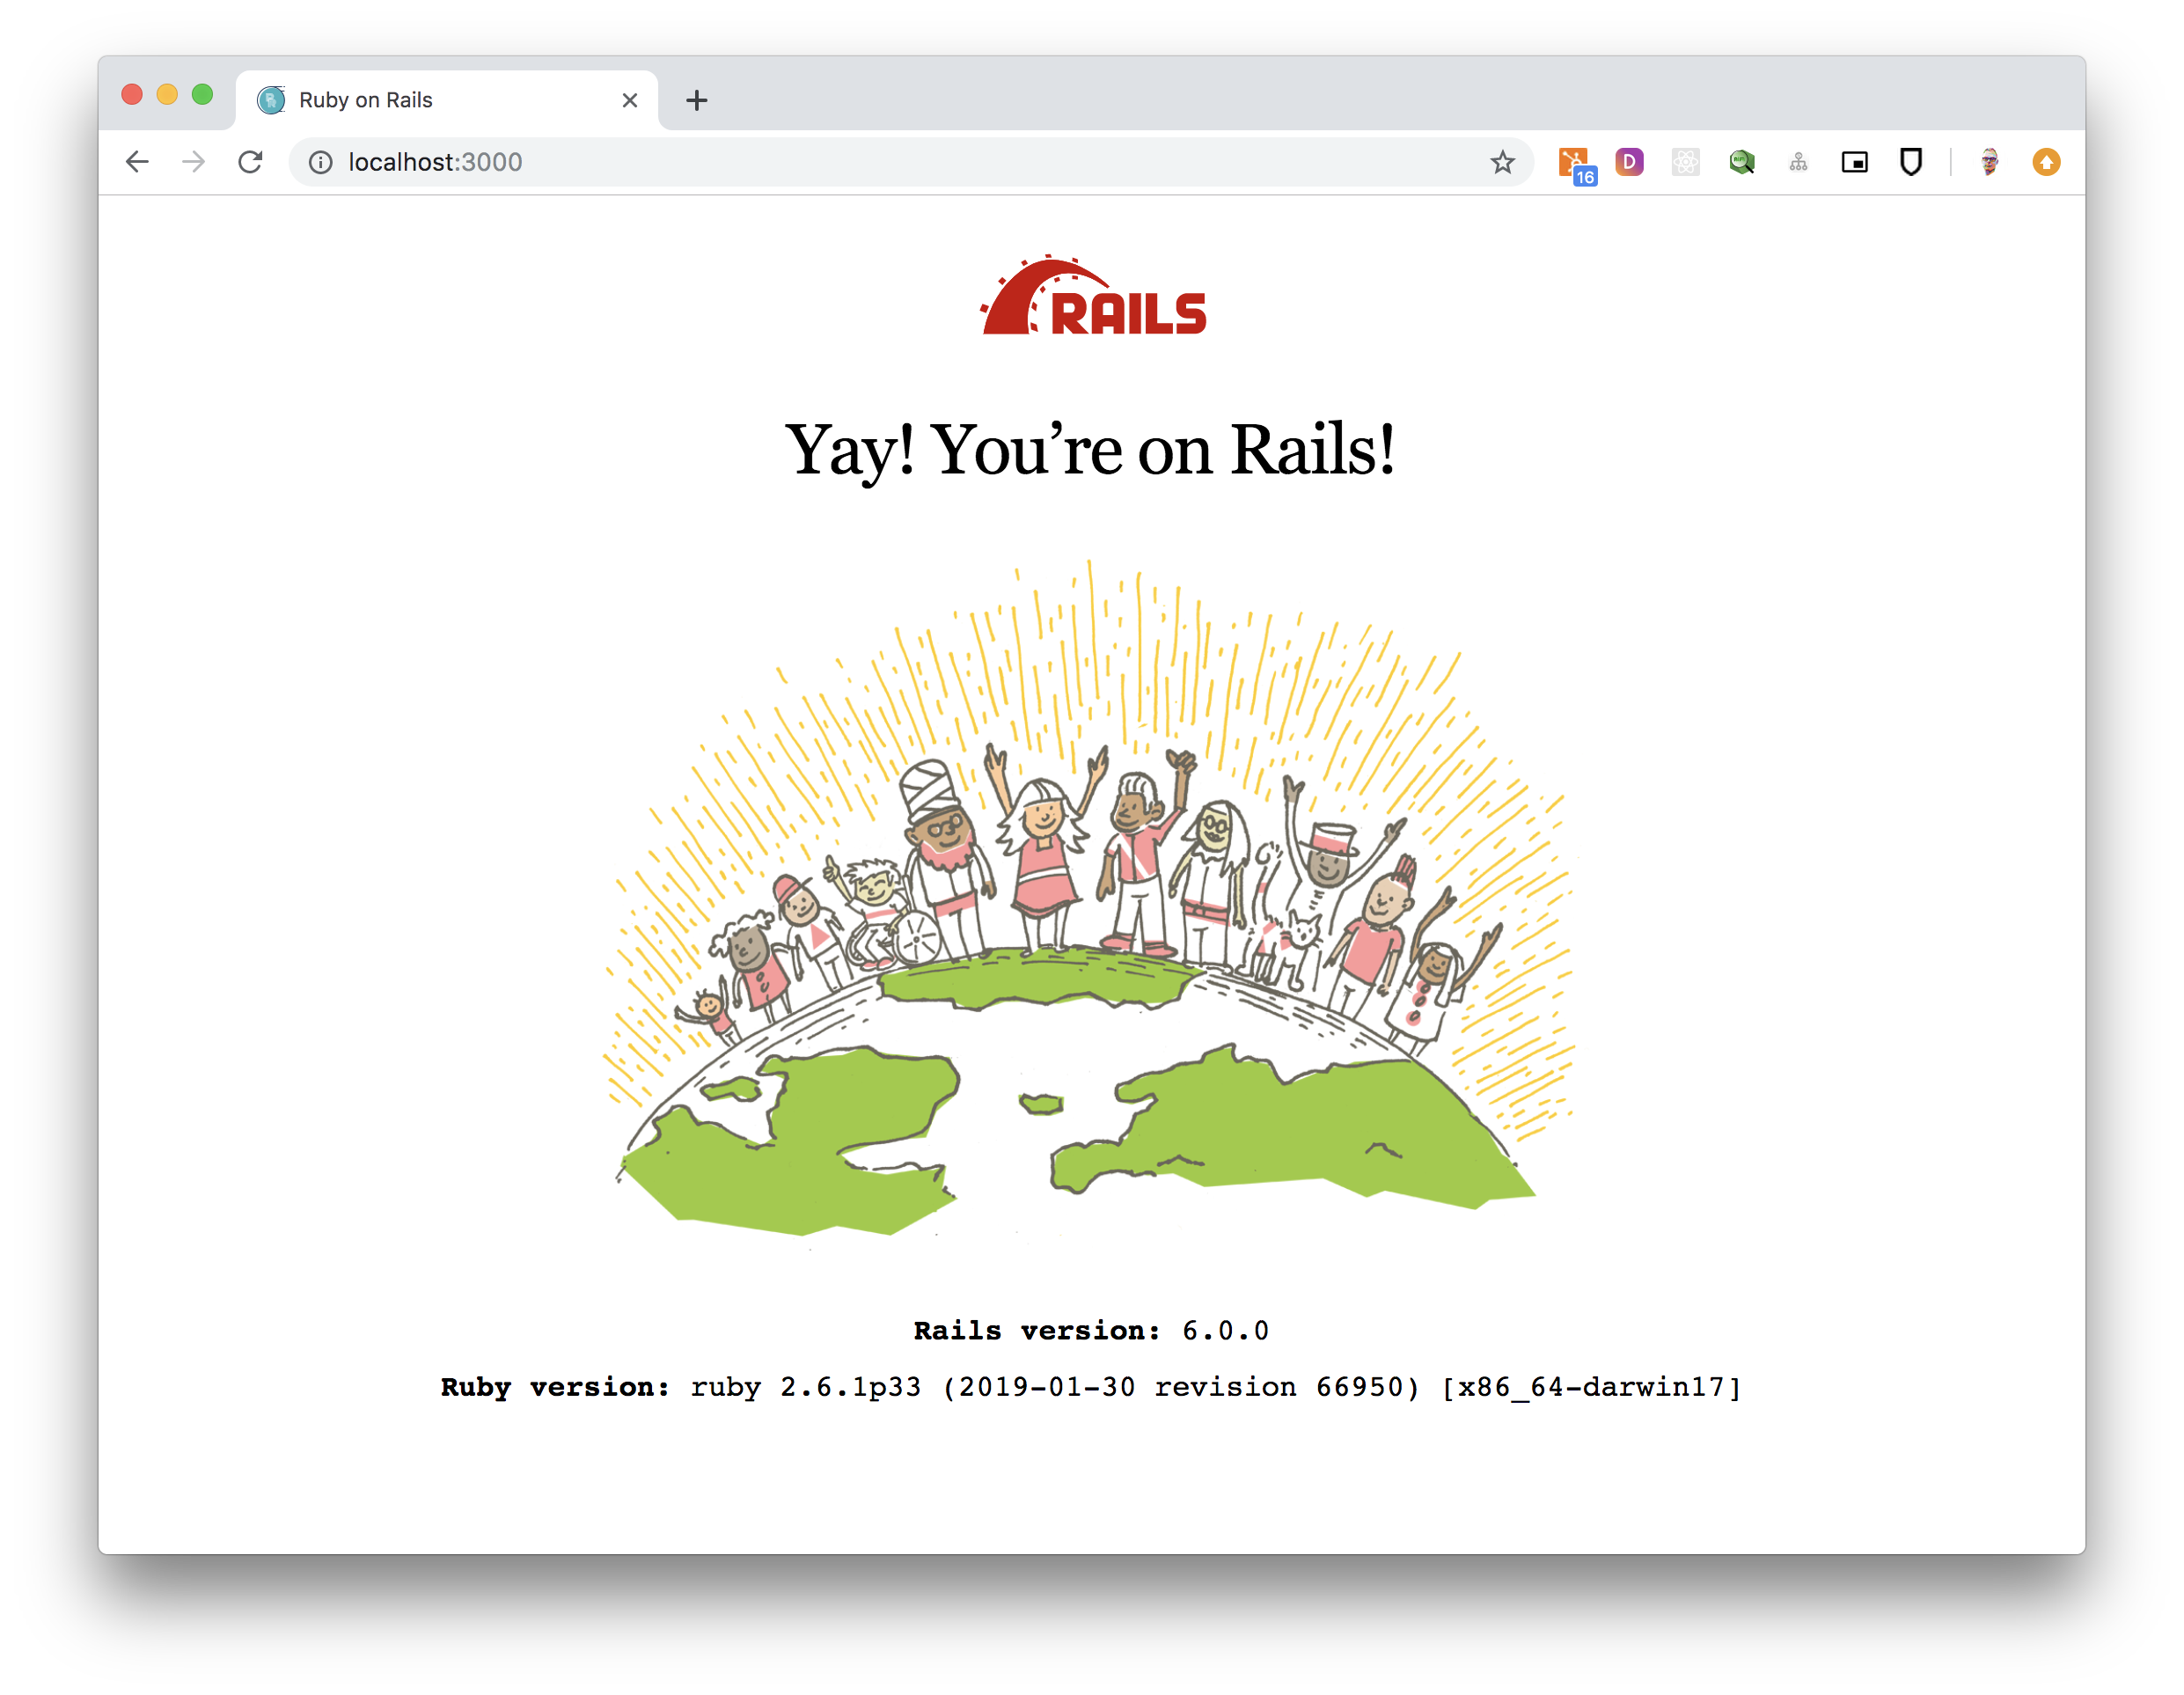 Ruby on Rails
localhost:3000
16
D
RAILS
Yay! You’re on Rails!
Rails version: 6.0.0
Ruby version: ruby 2.6.1p33 (2019-01-30 revision 66950) [x86_64-darwin17]